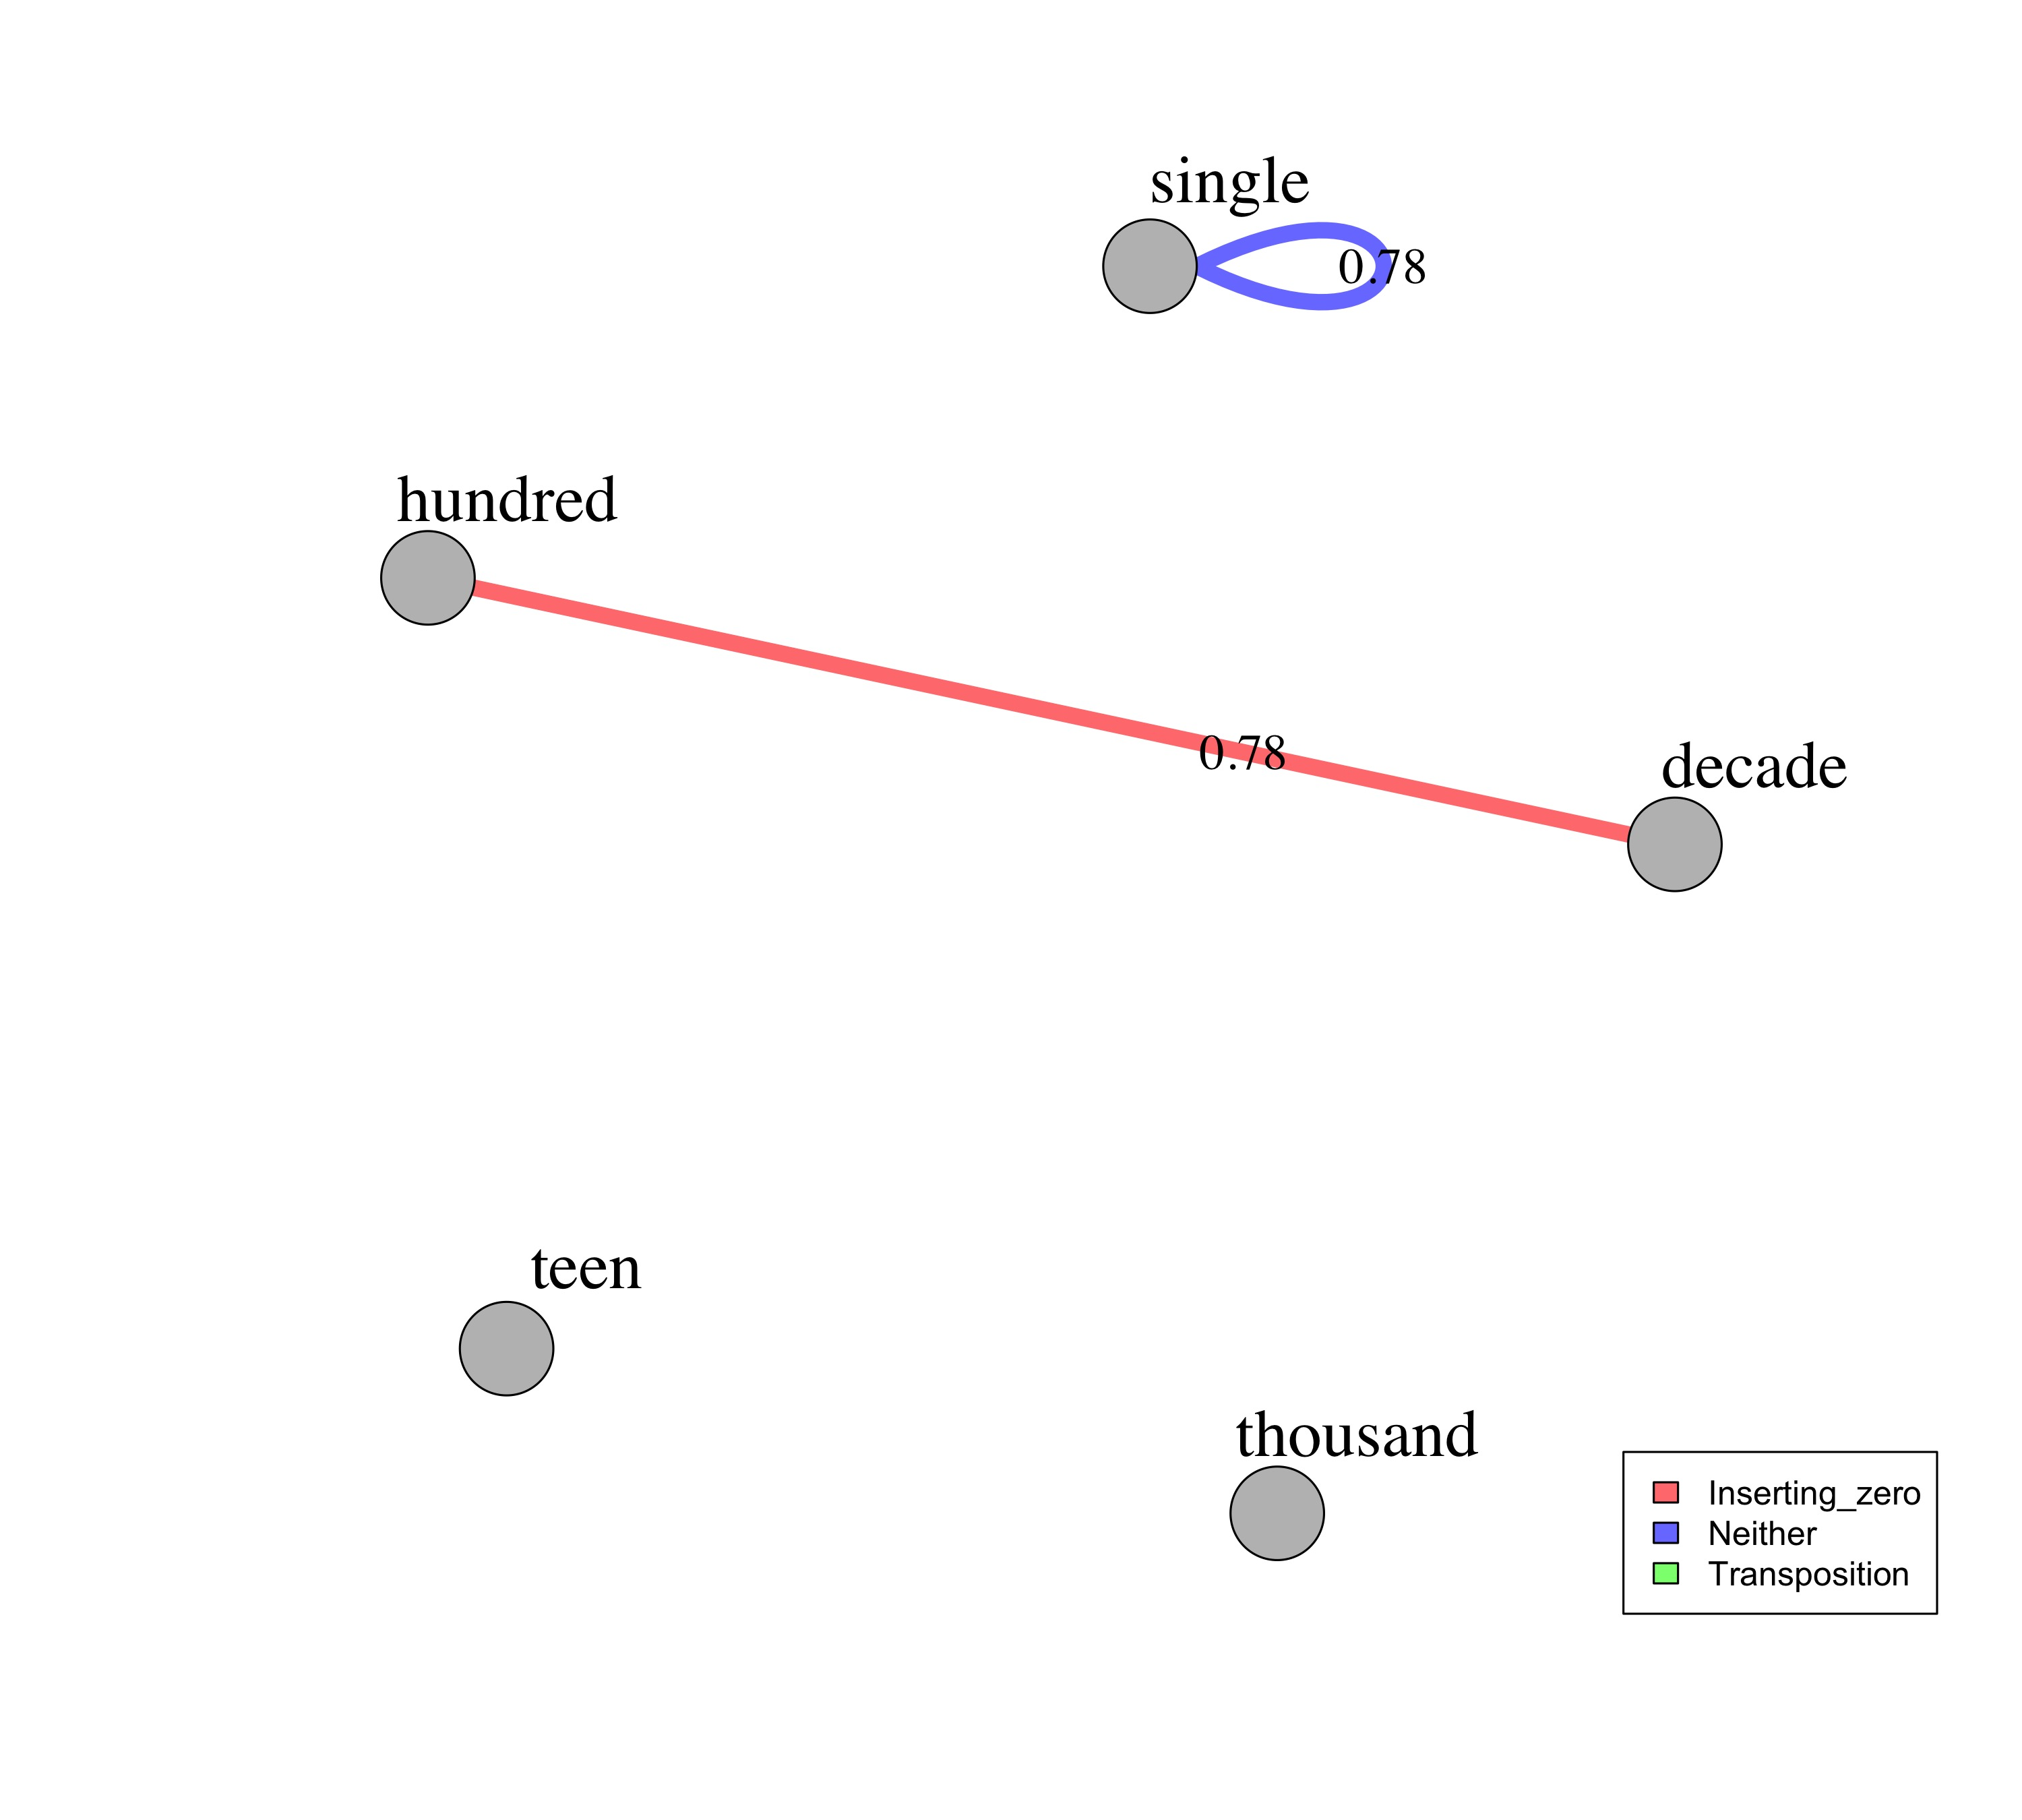 single
0.78
hundred
0.78
decade
teen
thousand
Inserting_zero
Neither
Transposition